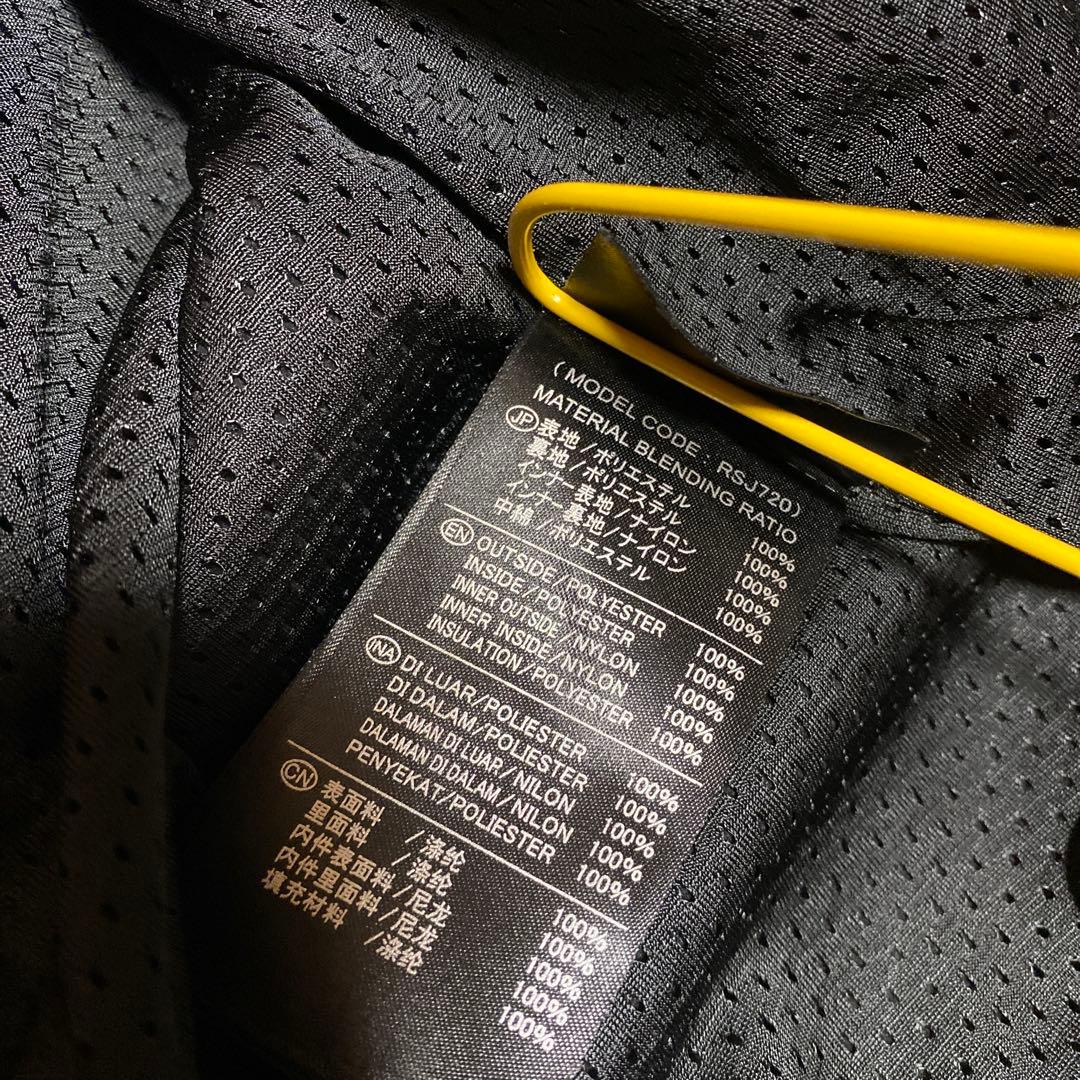 ( MODEL CODE . RSJ720)
MATERIAL BLENDING RATIO
JP 表地/ポリエステル 100%
裏地/ポリエステル 100%
インナー表地/ナイロン 100%
インナー裏地/ナイロン 100%
中綿/ポリエステル 100%
EN OUTSIDE/POLYESTER 100%
INSIDE/POLYESTER 100%
INNER OUTSIDE/NYLON 100%
INNER INSIDE/NYLON 100%
INSULATION/POLYESTER 100%
INA DI LUAR/POLIESTER 100%
DI DALAM/POLIESTER 100%
DALAMAN DI LUAR/NILON 100%
DALAMAN DI DALAM/NILON 100%
PENYEKAT/POLIESTER 100%
CN 表面料 /涤纶 100%
里面料 /涤纶 100%
内件表面料/尼龙 100%
内件里面料/尼龙 100%
填充材料 /涤纶 100%